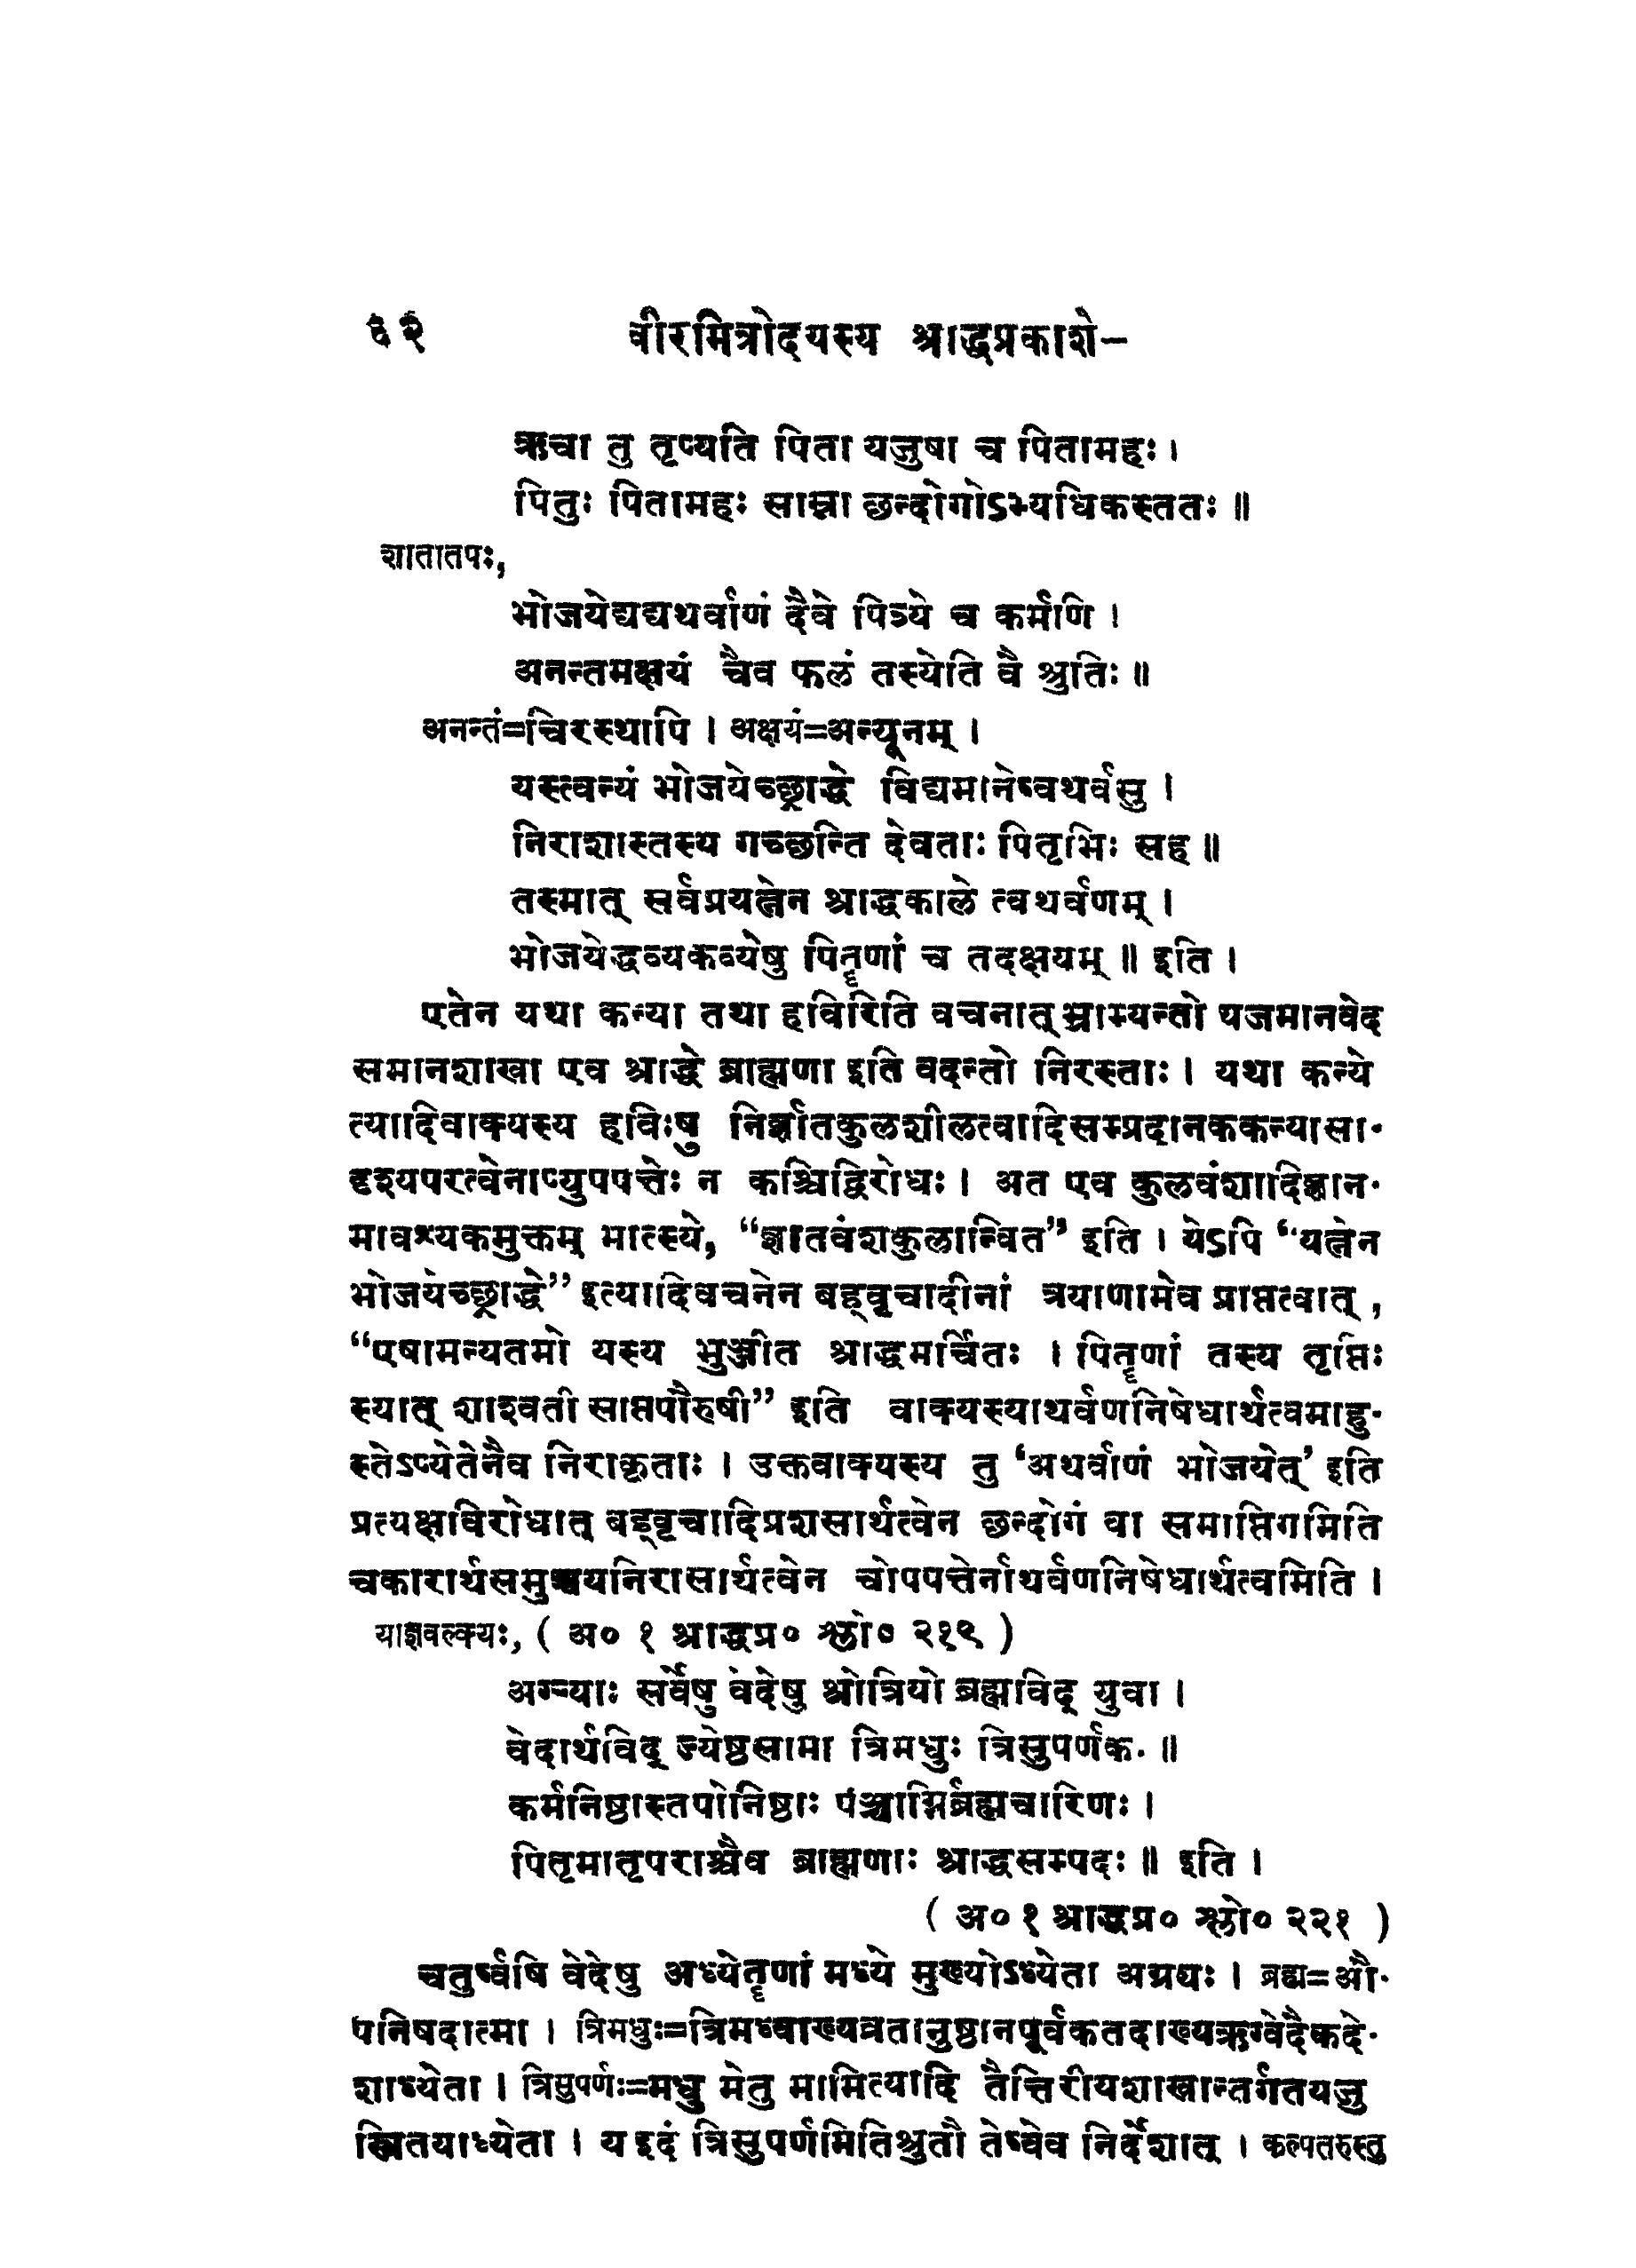 ६२ वीरमित्रोदयस्य श्राद्धप्रकाशे–
ऋचा तु तृप्यति पिता यजुषा च पितामहः।
पितुः पितामहः साम्ना छन्दोगोऽभ्यधिकस्ततः॥
शातातपः,
भोजयेद्यद्यथर्वाणं दैवे पित्र्ये च कर्मणि।
अनन्तमक्षयं चैव फलं तस्येति वै श्रुतिः॥
अनन्तं=चिरस्थापि। अक्षयं=अन्यूनम्।
यस्त्वन्यं भोजयेच्छ्राद्धे विद्यमानेष्वथर्वसु।
निराशास्तस्य गच्छन्ति देवताः पितृभिः सह॥
तस्मात् सर्वप्रयत्नेन श्राद्धकाले त्वथर्वणम्।
भोजयेद्धव्यकव्येषु पितॄणां च तदक्षयम्॥ इति।
एतेन यथा कन्या तथा हविरिति वचनात् भ्राम्यन्तो यजमानवेद
समानशाखा एव श्राद्धे ब्राह्मणा इति वदन्तो निरस्ताः। यथा कन्ये
त्यादिवाक्यस्य हविःषु निर्ज्ञातकुलशीलत्वादिसम्प्रदानककन्यासा-
दृश्यपरत्वेनाप्युपपत्तेः न कश्चिद्विरोधः। अत एव कुलवंशादिज्ञान-
मावश्यकमुक्तम् मात्स्ये, “ज्ञातवंशकुलान्वित” इति। येऽपि “यत्नेन
भोजयेच्छ्राद्धे” इत्यादिवचनेन बह्वृचादीनां त्रयाणामेव प्राप्तत्वात्,
“एषामन्यतमो यस्य भुञ्जीत श्राद्धमर्चितः। पितॄणां तस्य तृप्तिः
स्यात् शाश्वती साप्तपौरुषी” इति वाक्यस्याथर्वणनिषेधार्थत्वमाहु-
स्तेऽप्येतेनैव निराकृताः। उक्तवाक्यस्य तु ‘अथर्वाणं भोजयेत्’ इति
प्रत्यक्षविरोधात् बह्वृचादिप्रशसार्थत्वेन छन्दोगं वा समाप्तिगमिति
चकारार्थसमुच्चयनिरासार्थत्वेन चोपपत्तेर्नाथर्वणनिषेधार्थत्वमिति।
याज्ञवल्क्यः, ( अ० १ श्राद्धप्र० श्लो० २१९ )
अग्र्याः सर्वेषु वेदेषु श्रोत्रियो ब्रह्मविद् युवा।
वेदार्थविद् ज्येष्ठसामा त्रिमधुः त्रिसुपर्णक.॥
कर्मनिष्ठास्तपोनिष्ठाः पञ्चाग्निर्ब्रह्मचारिणः।
पितृमातृपराश्चैव ब्राह्मणाः श्राद्धसम्पदः॥ इति।
( अ० १ श्राद्धप्र० श्लो० २२१ )
चतुर्ष्वपि वेदेषु अध्येतॄणां मध्ये मुख्योऽध्येता अग्रयः। ब्रह्म=औ-
पनिषदात्मा। त्रिमधुः=त्रिमध्वाख्यव्रतानुष्ठानपूर्वकतदाख्यऋग्वेदैकदे-
शाध्येता। त्रिसुपर्णः=मधु मेतु मामित्यादि तैत्तिरीयशाखान्तर्गतयजु
स्त्रितयाध्येता। य इदं त्रिसुपर्णमितिश्रुतौ तेष्वेव निर्देशात्। कल्पतरुस्तु